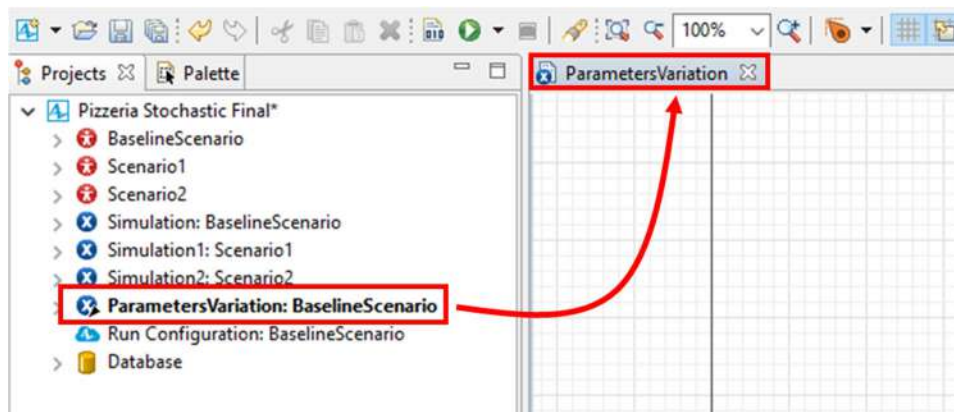 100%
Projects
Palette
ParametersVariation
Pizzeria Stochastic Final*
BaselineScenario
Scenario1
Scenario2
Simulation: BaselineScenario
Simulation1: Scenario1
Simulation2: Scenario2
ParametersVariation: BaselineScenario
Run Configuration: BaselineScenario
Database